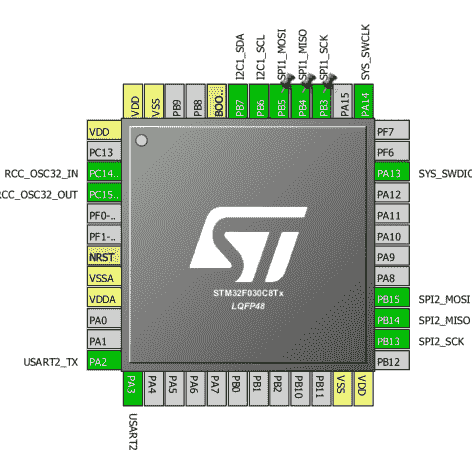 I2C1_SDA
I2C1_SCL
SPI1_MOSI
SPI1_MISO
SPI1_SCK
SYS_SWCLK
VDD
VSS
PB9
PB8
BOO..
PB7
PB6
PB5
PB4
PB3
PA15
PA14
VDD
PC13
RCC_OSC32_IN PC14..
RCC_OSC32_OUT PC15..
PF0-..
PF1-..
NRST
VSSA
VDDA
PA0
PA1
USART2_TX PA2
PF7
PF6
PA13 SYS_SWDIO
PA12
PA11
PA10
PA9
PA8
PB15 SPI2_MOSI
PB14 SPI2_MISO
PB13 SPI2_SCK
PB12
ST
STM32F030C8Tx
LQFP48
PA3
PA4
PA5
PA6
PA7
PB0
PB1
PB2
PB10
PB11
VSS
VDD
USART2